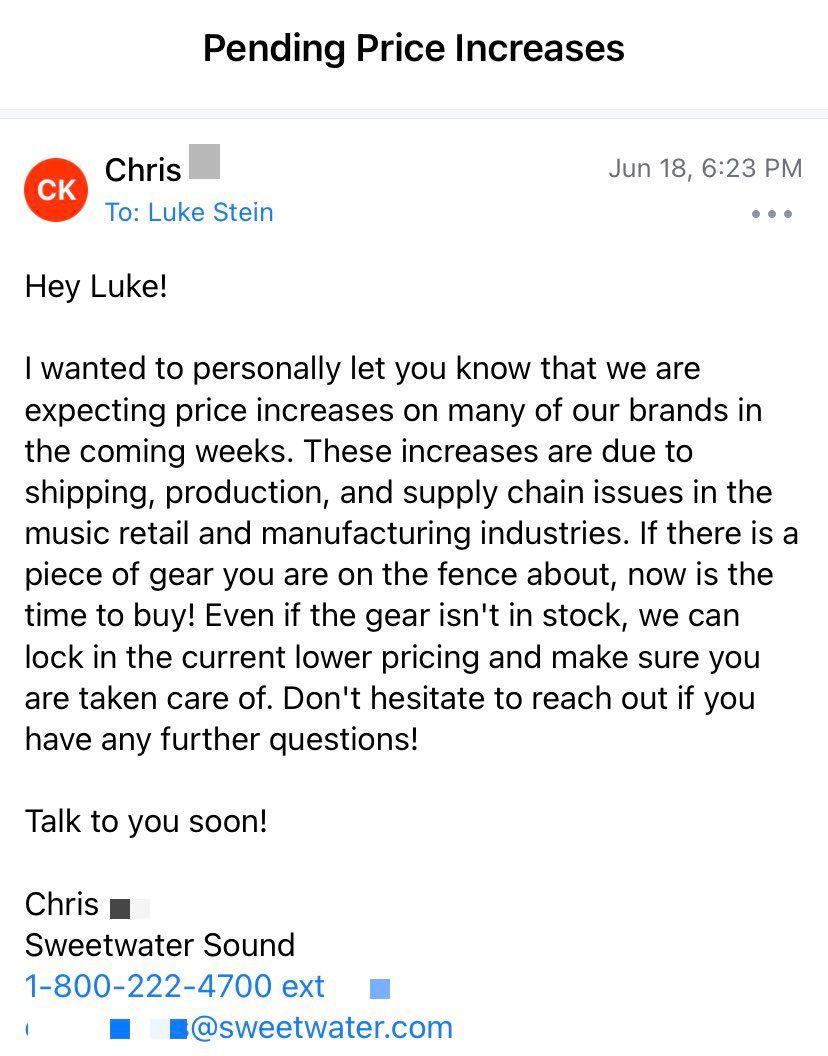 Pending Price Increases
Chris
Jun 18, 6:23 PM
CK
To: Luke Stein
Hey Luke!
I wanted to personally let you know that we are
expecting price increases on many of our brands in
the coming weeks. These increases are due to
shipping, production, and supply chain issues in the
music retail and manufacturing industries. If there is a
piece of gear you are on the fence about, now is the
time to buy! Even if the gear isn't in stock, we can
lock in the current lower pricing and make sure you
are taken care of. Don't hesitate to reach out if you
have any further questions!
Talk to you soon!
Chris
Sweetwater Sound
1-800-222-4700 ext
@sweetwater.com